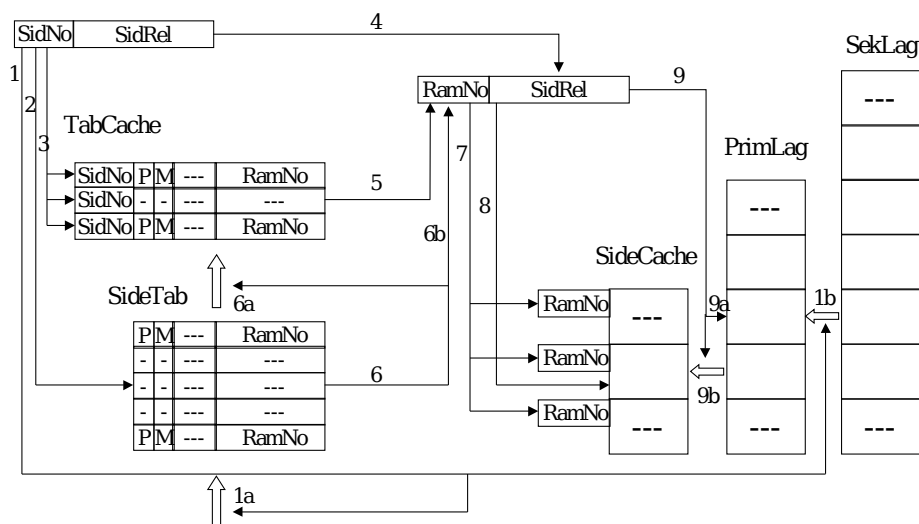 SidNo SidRel
4
SekLag
1
2
3
TabCache
RamNo SidRel
9
---
7
PrimLag
SidNo P M --- RamNo
SidNo - - --- ---
SidNo P M --- RamNo
5
8
---
6b
SideCache
SideTab
6a
RamNo
---
9a
1b
P M --- RamNo
- - --- ---
- - --- ---
- - --- ---
P M --- RamNo
6
RamNo
9b
RamNo
---
---
---
1a